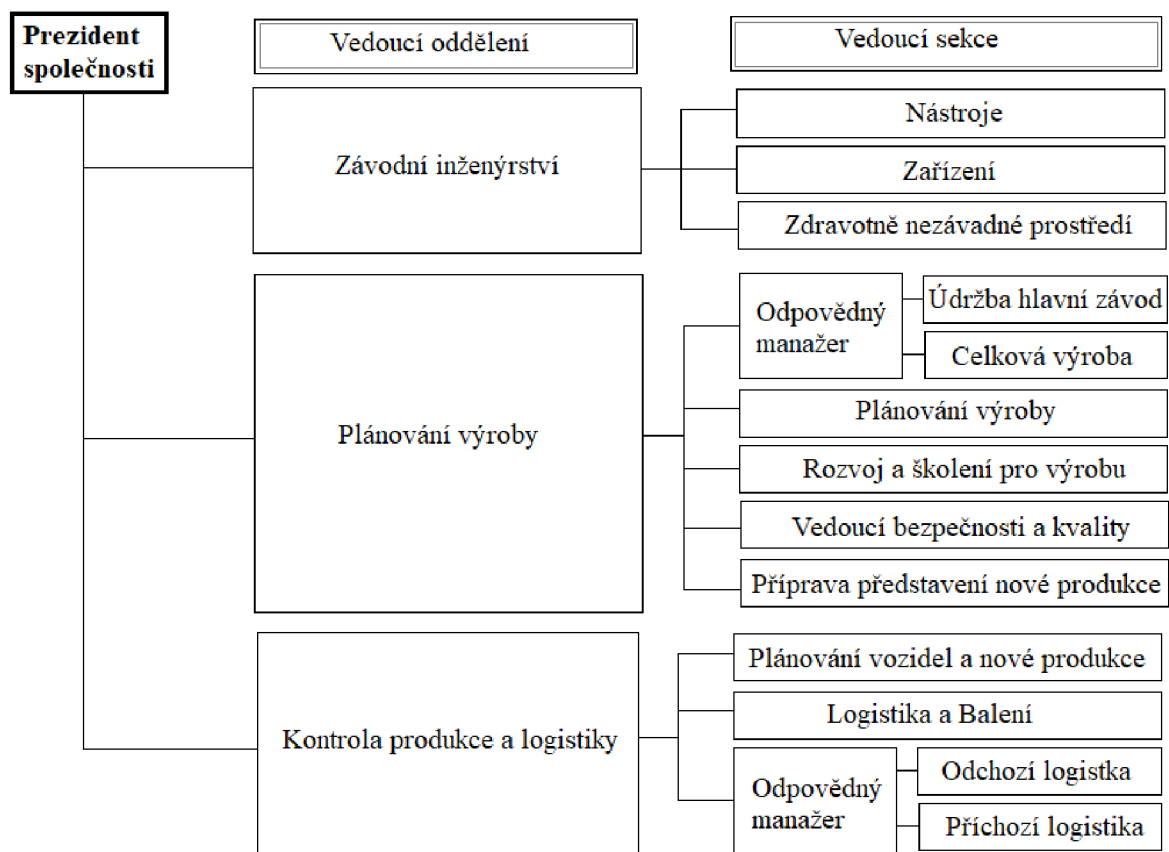 Prezident
společnosti
Vedoucí oddělení
Vedoucí sekce
Závodní inženýrství
Nástroje
Zařízení
Zdravotně nezávadné prostředí
Plánování výroby
Odpovědný
manažer
Údržba hlavní závod
Celková výroba
Plánování výroby
Rozvoj a školení pro výrobu
Vedoucí bezpečnosti a kvality
Příprava představení nové produkce
Kontrola produkce a logistiky
Plánování vozidel a nové produkce
Logistika a Balení
Odpovědný
manažer
Odchozí logistka
Příchozí logistika